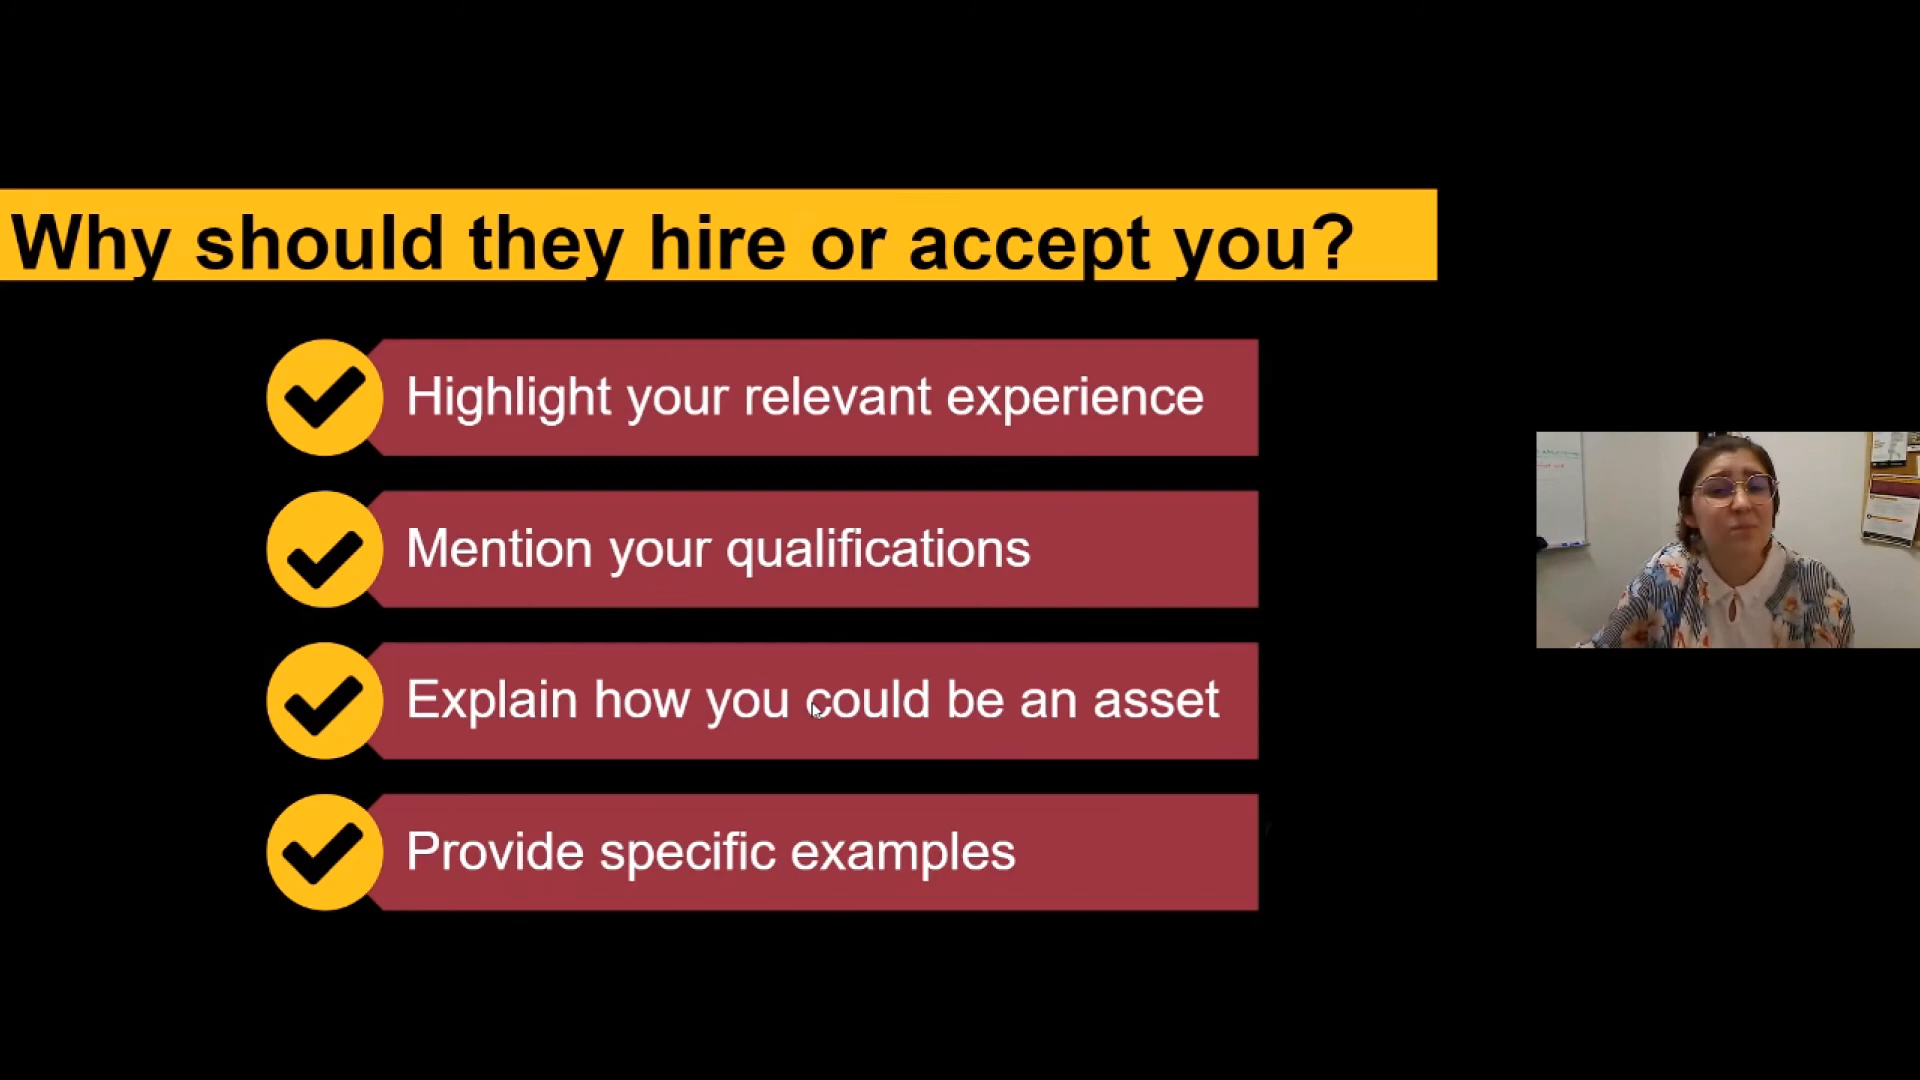 Why should they hire or accept you?
Highlight your relevant experience
Mention your qualifications
Explain how you could be an asset
Provide specific examples